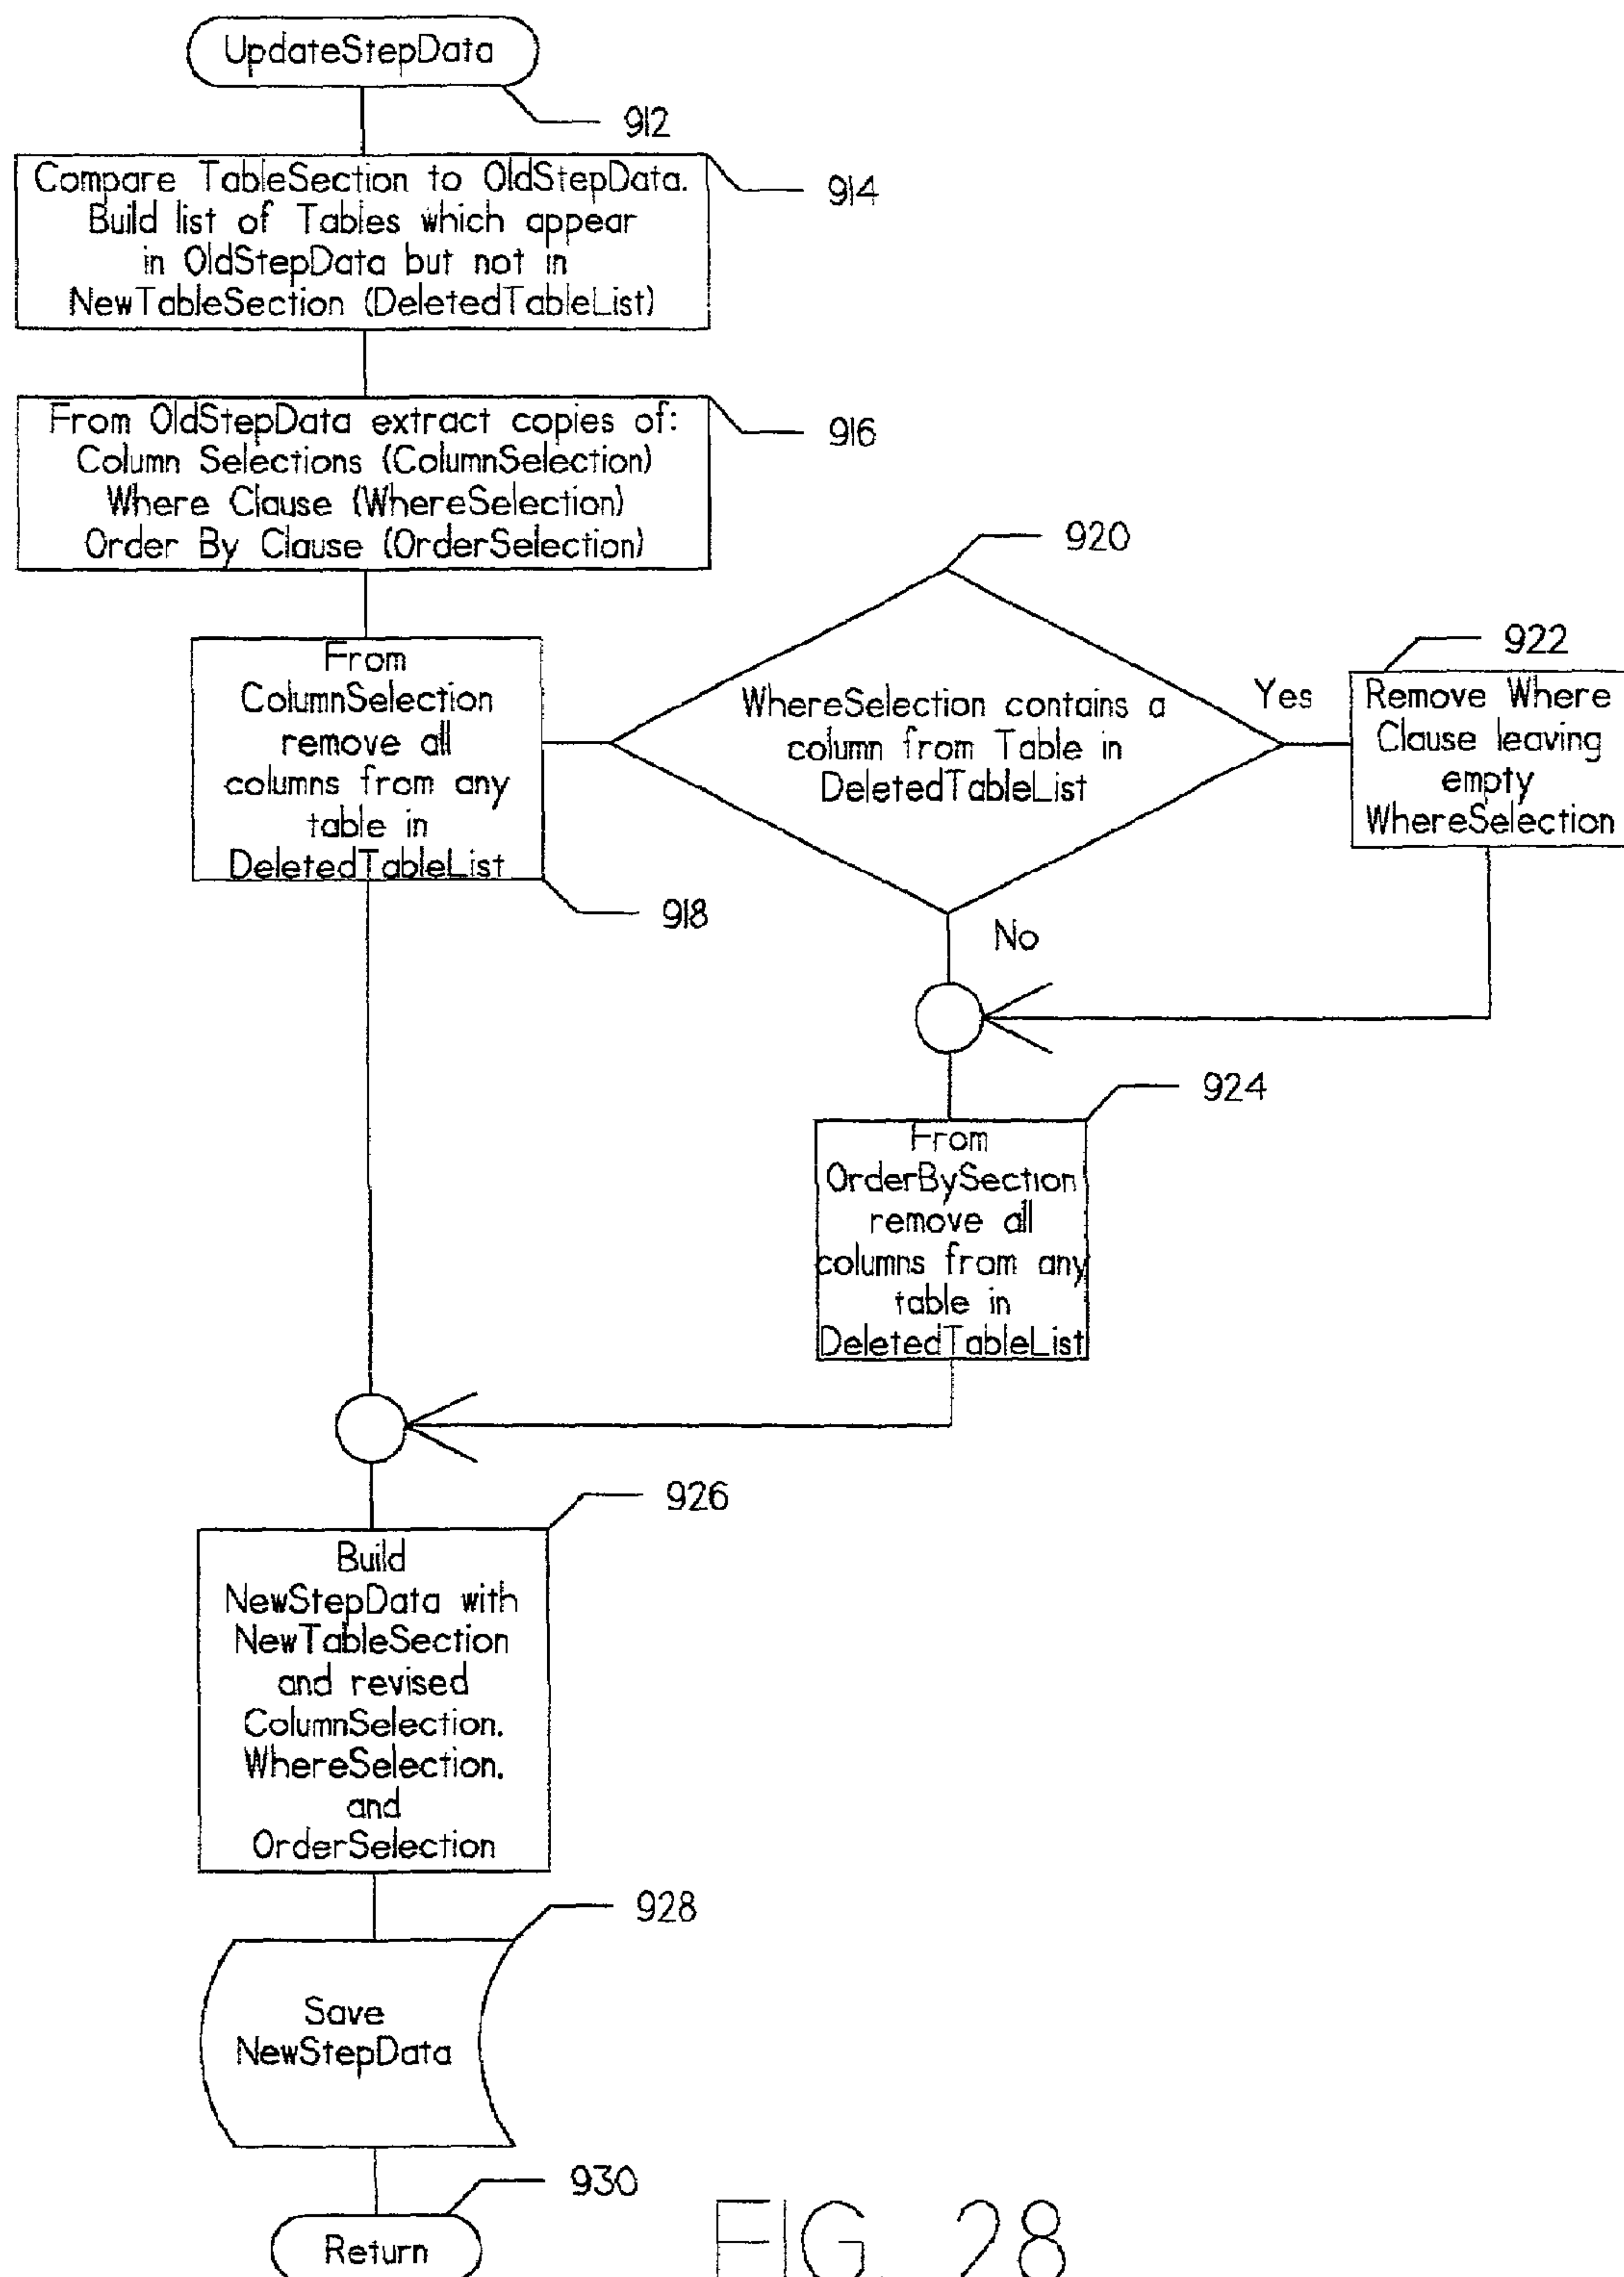 UpdateStepData
912
Compare TableSection to OldStepData.
Build list of Tables which appear
in OldStepData but not in
NewTableSection (DeletedTableList)
914
From OldStepData extract copies of:
Column Selections (ColumnSelection)
Where Clause (WhereSelection)
Order By Clause (OrderSelection)
916
From
ColumnSelection
remove all
columns from any
table in
DeletedTableList
918
920
WhereSelection contains a
column from Table in
DeletedTableList
Yes
No
922
Remove Where
Clause leaving
empty
WhereSelection
924
From
OrderBySection
remove all
columns from any
table in
DeletedTableList
926
Build
NewStepData with
NewTableSection
and revised
ColumnSelection.
WhereSelection.
and
OrderSelection
928
Save
NewStepData
930
Return
FIG. 28